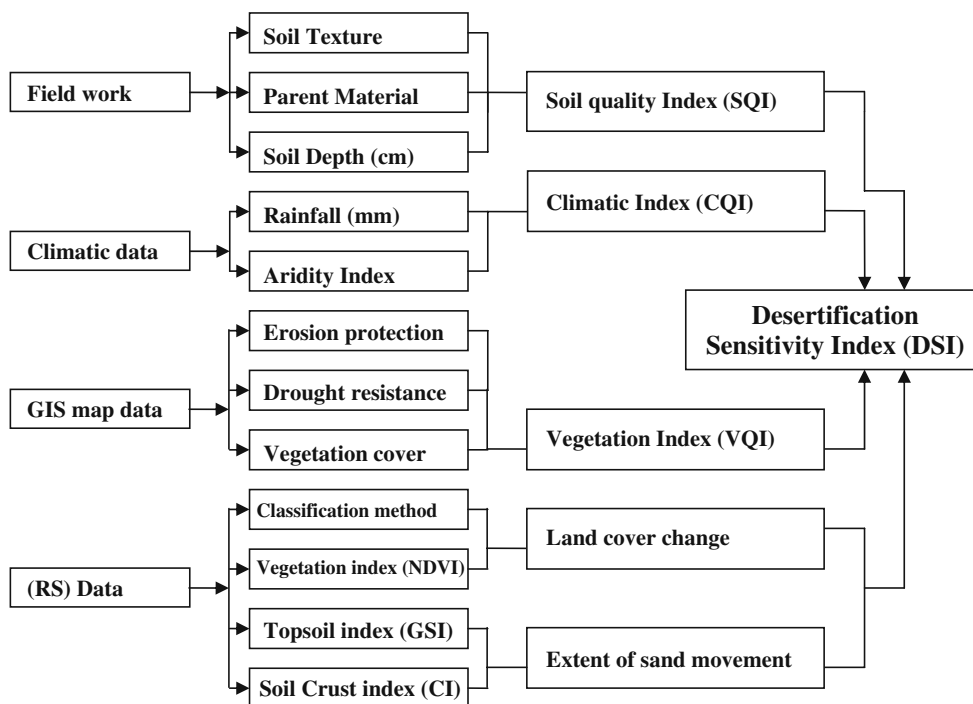 Field work
Soil Texture
Parent Material
Soil Depth (cm)
Soil quality Index (SQI)
Climatic data
Rainfall (mm)
Aridity Index
Climatic Index (CQI)
GIS map data
Erosion protection
Drought resistance
Vegetation cover
Vegetation Index (VQI)
(RS) Data
Classification method
Vegetation index (NDVI)
Topsoil index (GSI)
Soil Crust index (CI)
Land cover change
Extent of sand movement
Desertification
Sensitivity Index (DSI)